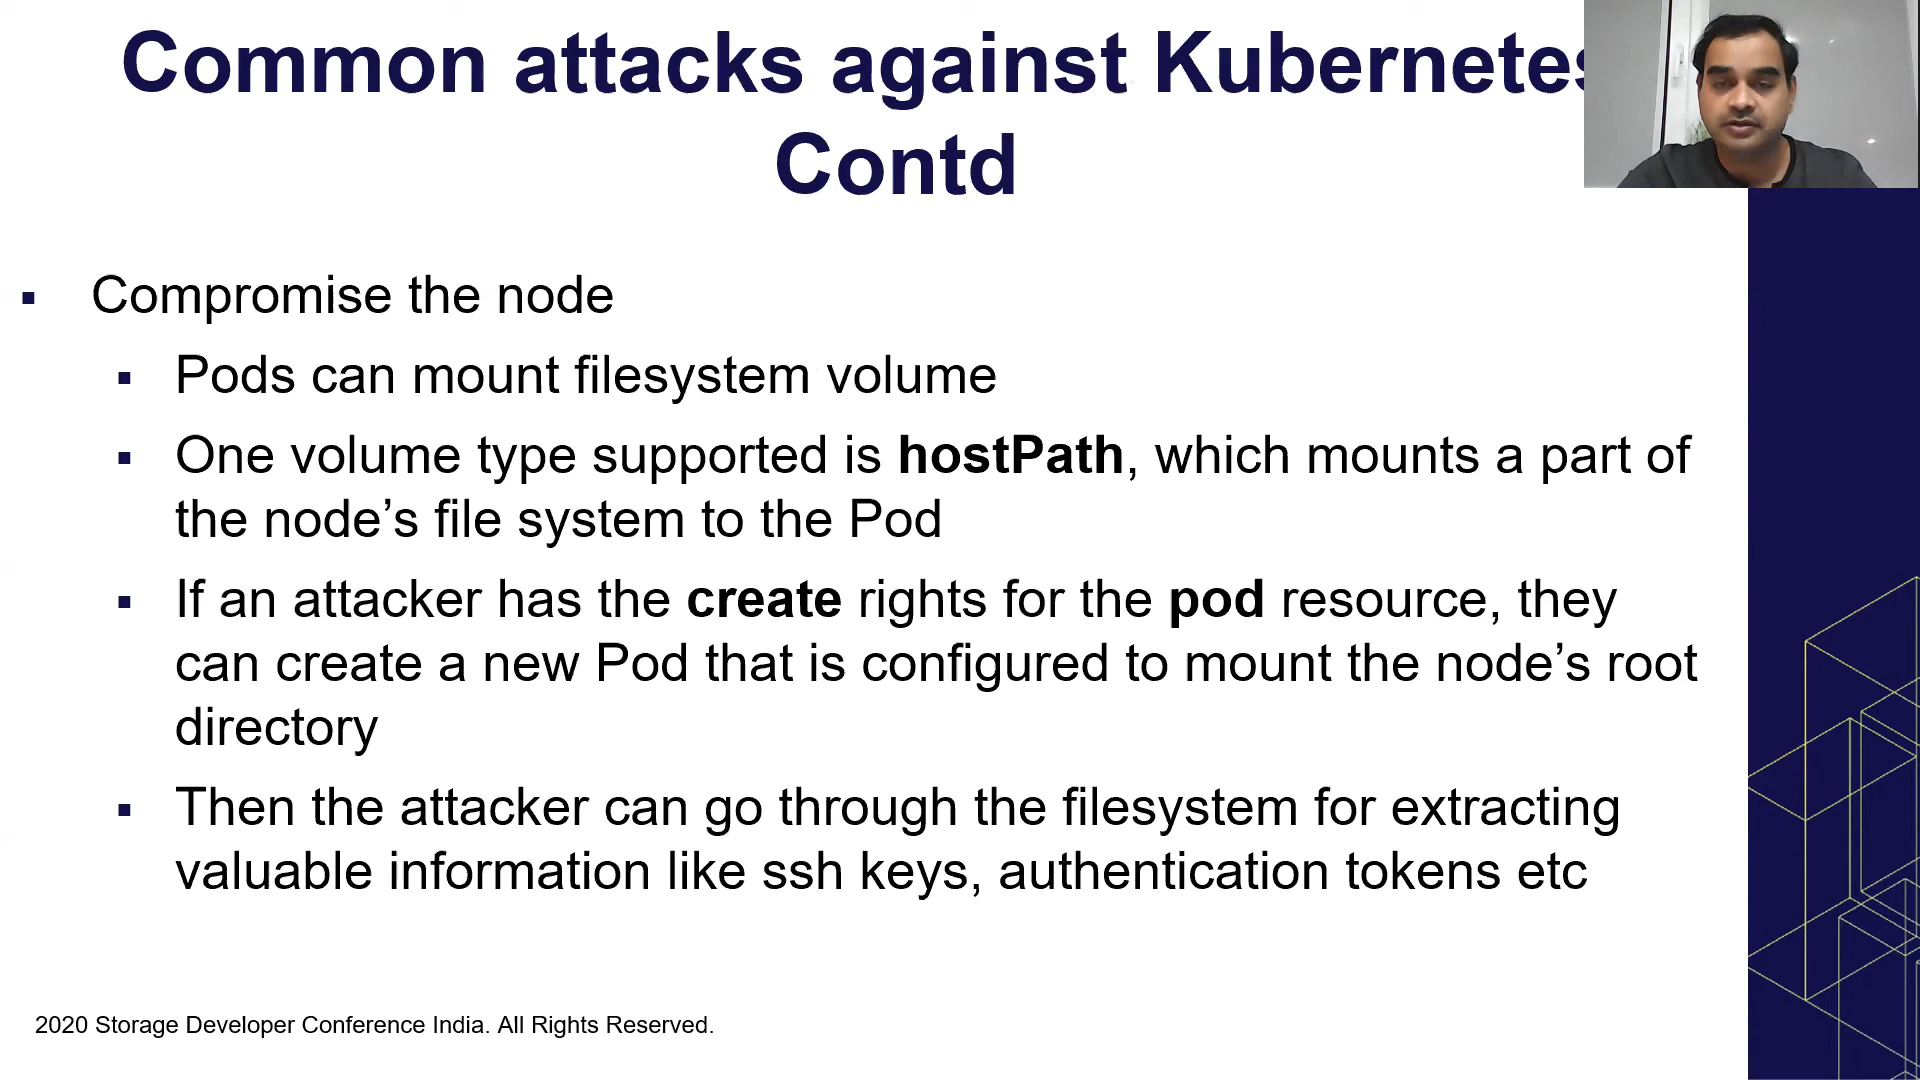 Common attacks against Kubernetes
Contd
▪ Compromise the node
▪ Pods can mount filesystem volume
▪ One volume type supported is hostPath, which mounts a part of
the node’s file system to the Pod
▪ If an attacker has the create rights for the pod resource, they
can create a new Pod that is configured to mount the node’s root
directory
▪ Then the attacker can go through the filesystem for extracting
valuable information like ssh keys, authentication tokens etc
2020 Storage Developer Conference India. All Rights Reserved.